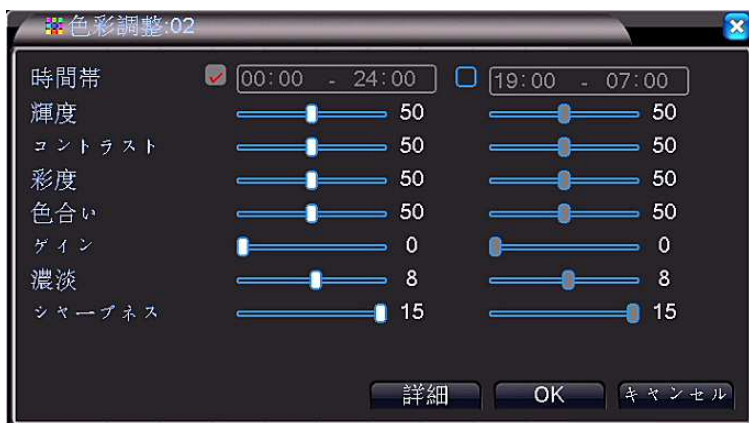 色彩調整:02
時間帯 00:00 - 24:00 19:00 - 07:00
輝度 50 50
コントラスト 50 50
彩度 50 50
色合い 50 50
ゲイン 0 0
濃淡 8 8
シャープネス 15 15
詳細 OK キャンセル